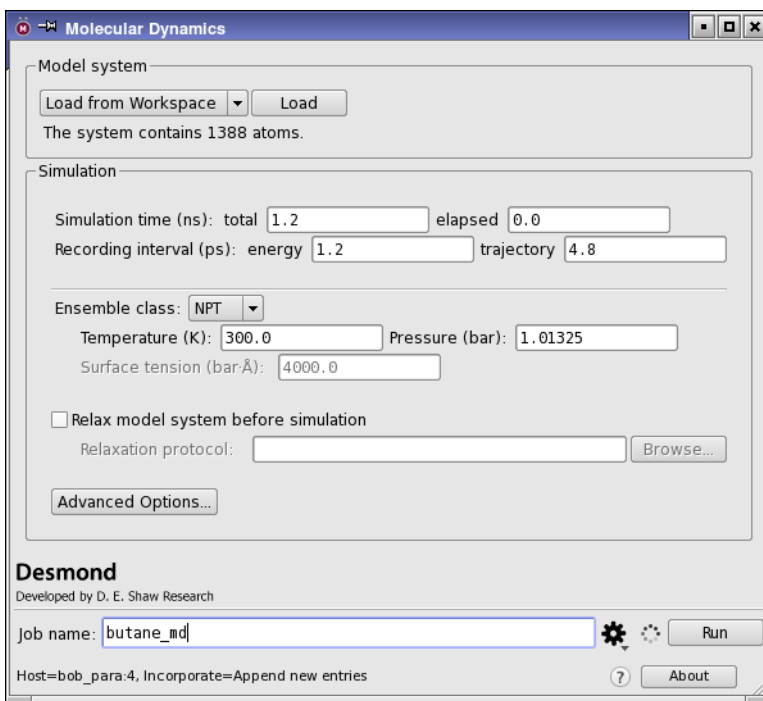 Molecular Dynamics
Model system
Load from Workspace Load
The system contains 1388 atoms.
Simulation
Simulation time (ns): total 1.2 elapsed 0.0
Recording interval (ps): energy 1.2 trajectory 4.8
Ensemble class: NPT
Temperature (K): 300.0 Pressure (bar): 1.01325
Surface tension (bar·Å): 4000.0
Relax model system before simulation
Relaxation protocol: Browse...
Advanced Options...
Desmond
Developed by D. E. Shaw Research
Job name: butane_md Run
Host=bob_para:4, Incorporate=Append new entries ? About